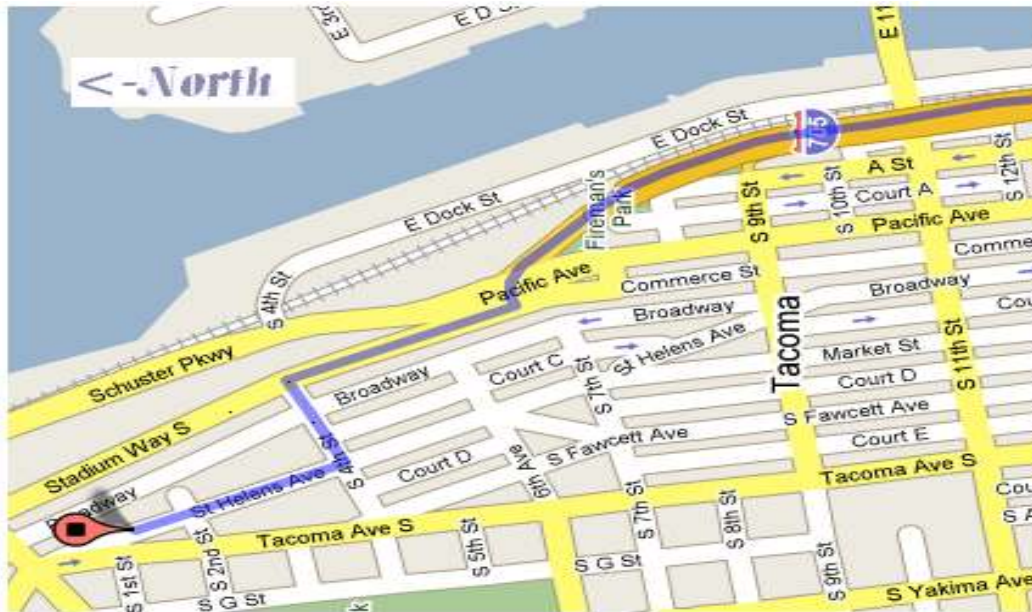 <-North
E 3rd
E D St
E 11
E Dock St
705
A St
S 12th St
S 10th St
Court A
Fireman's
Park
S 9th St
Pacific Ave
E Dock St
S 4th St
Pacific Ave
Commerce St
Broadway
Broadway
Schuster Pkwy
Tacoma
St Helens Ave
Market St
S 11th St
Broadway
Court C
S 7th St
Court D
S Fawcett Ave
Stadium Way S
S 4th St
S Fawcett Ave
Court E
Court D
6th Ave
Tacoma Ave S
St Helens Ave
Tacoma Ave S
S 7th St
S 8th St
S 1st St
S 2nd St
S 5th St
S G St
S 9th St
S G St
S Yakima Ave